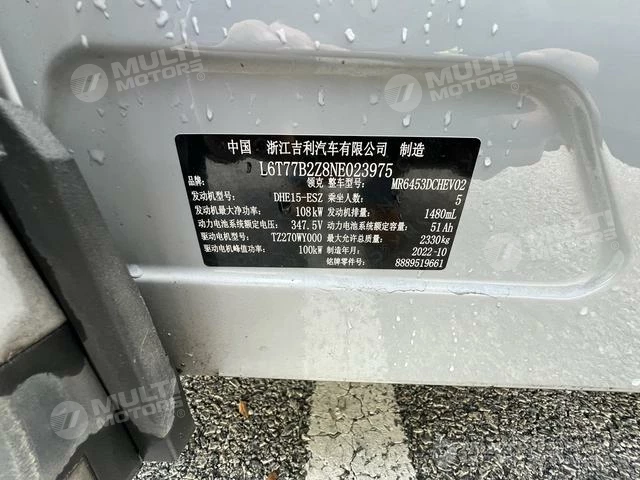 MULTI MOTORS
MULTI MOTORS
MULTI MOTORS
中国 浙江吉利汽车有限公司 制造
L6T77B2Z8NE023975
品牌: 领克 整车型号: MR6453DCHEV02
发动机型号: DHE15-ESZ 乘坐人数: 5
发动机最大净功率: 108kW 发动机排量: 1480mL
动力电池系统额定电压: 347.5V 动力电池系统额定容量: 51Ah
驱动电机型号: TZ270WY000 最大允许总质量: 2330kg
驱动电机峰值功率: 100kW 制造年月: 2022-10
铭牌零件号: 8889519661
MULTI MOTORS
MULTI MOTORS